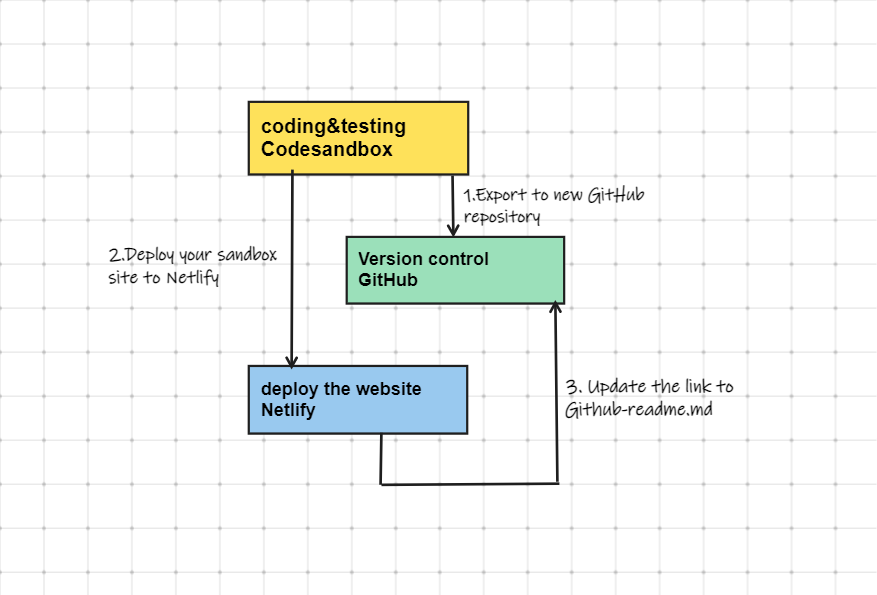 coding&testing
Codesandbox
1.Export to new GitHub
repository
2.Deploy your sandbox
site to Netlify
Version control
GitHub
deploy the website
Netlify
3. Update the link to
Github-readme.md